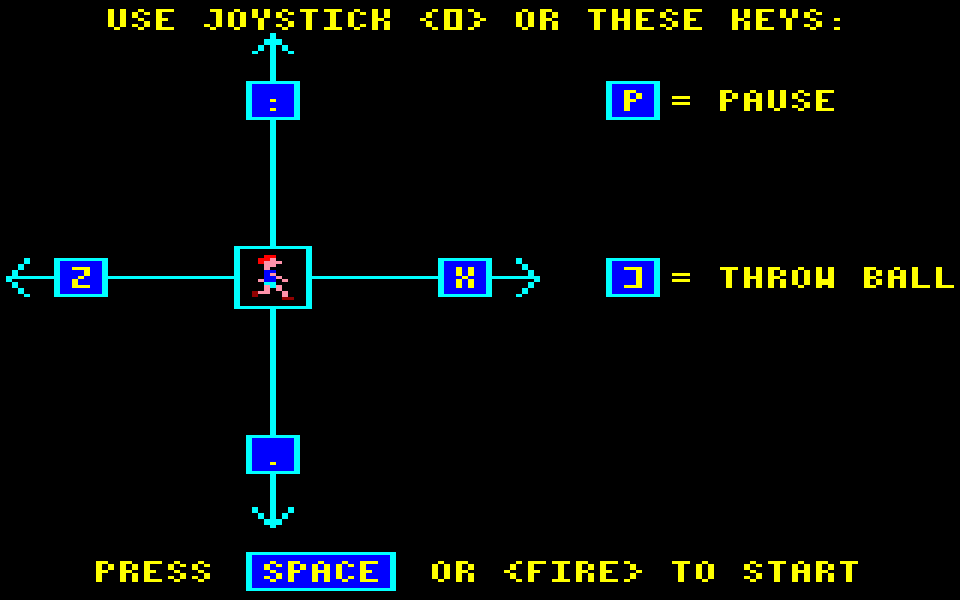 USE JOYSTICK <0> OR THESE KEYS:
:
P = PAUSE
Z
X
] = THROW BALL
.
PRESS SPACE OR <FIRE> TO START